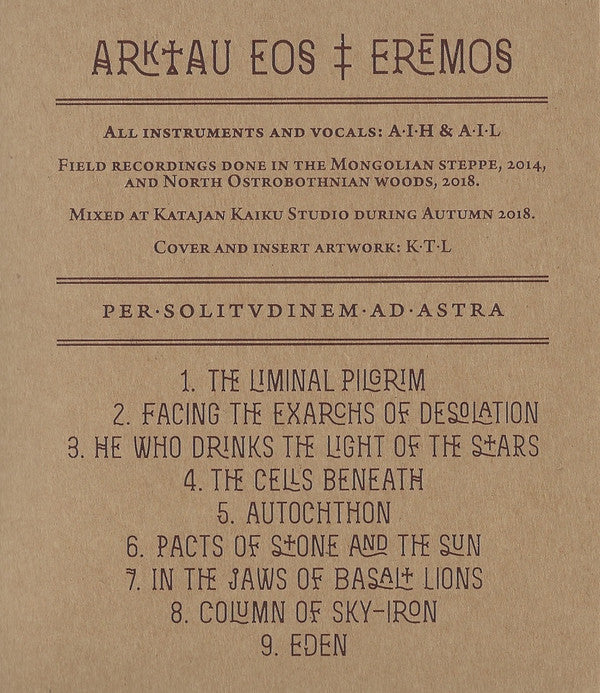 ARKTAU EOS ‡ ERĒMOS
ALL INSTRUMENTS AND VOCALS: A·I·H & A·I·L
FIELD RECORDINGS DONE IN THE MONGOLIAN STEPPE, 2014,
AND NORTH OSTROBOTHNIAN WOODS, 2018.
MIXED AT KATAJAN KAIKU STUDIO DURING AUTUMN 2018.
COVER AND INSERT ARTWORK: K·T·L
PER·SOLITVDINEM·AD·ASTRA
1. THE LIMINAL PILGRIM
2. FACING THE EXARCHS OF DESOLATION
3. HE WHO DRINKS THE LIGHT OF THE STARS
4. THE CELLS BENEATH
5. AUTOCHTHON
6. PACTS OF STONE AND THE SUN
7. IN THE JAWS OF BASALT LIONS
8. COLUMN OF SKY-IRON
9. EDEN